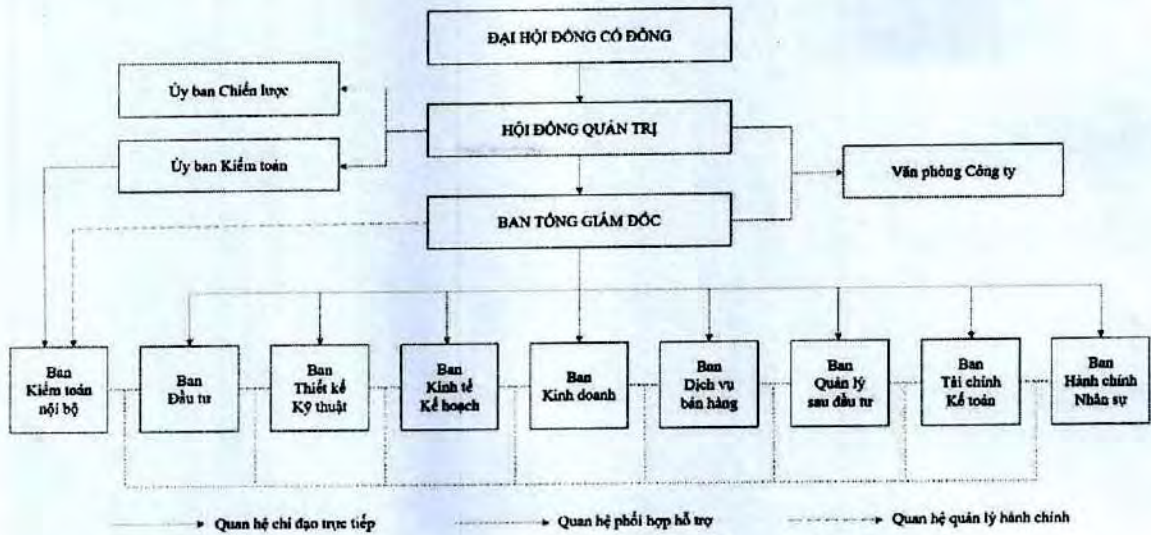 ĐẠI HỘI ĐỒNG CỔ ĐÔNG
Ủy ban Chiến lược
HỘI ĐỒNG QUẢN TRỊ
Ủy ban Kiểm toán
Văn phòng Công ty
BAN TỔNG GIÁM ĐỐC
Ban
Kiểm toán
nội bộ
Ban
Đầu tư
Ban
Thiết kế
Kỹ thuật
Ban
Kinh tế
Kế hoạch
Ban
Kinh doanh
Ban
Dịch vụ
bán hàng
Ban
Quản lý
sau đầu tư
Ban
Tài chính
Kế toán
Ban
Hành chính
Nhân sự
Quan hệ chỉ đạo trực tiếp
Quan hệ phối hợp hỗ trợ
Quan hệ quản lý hành chính